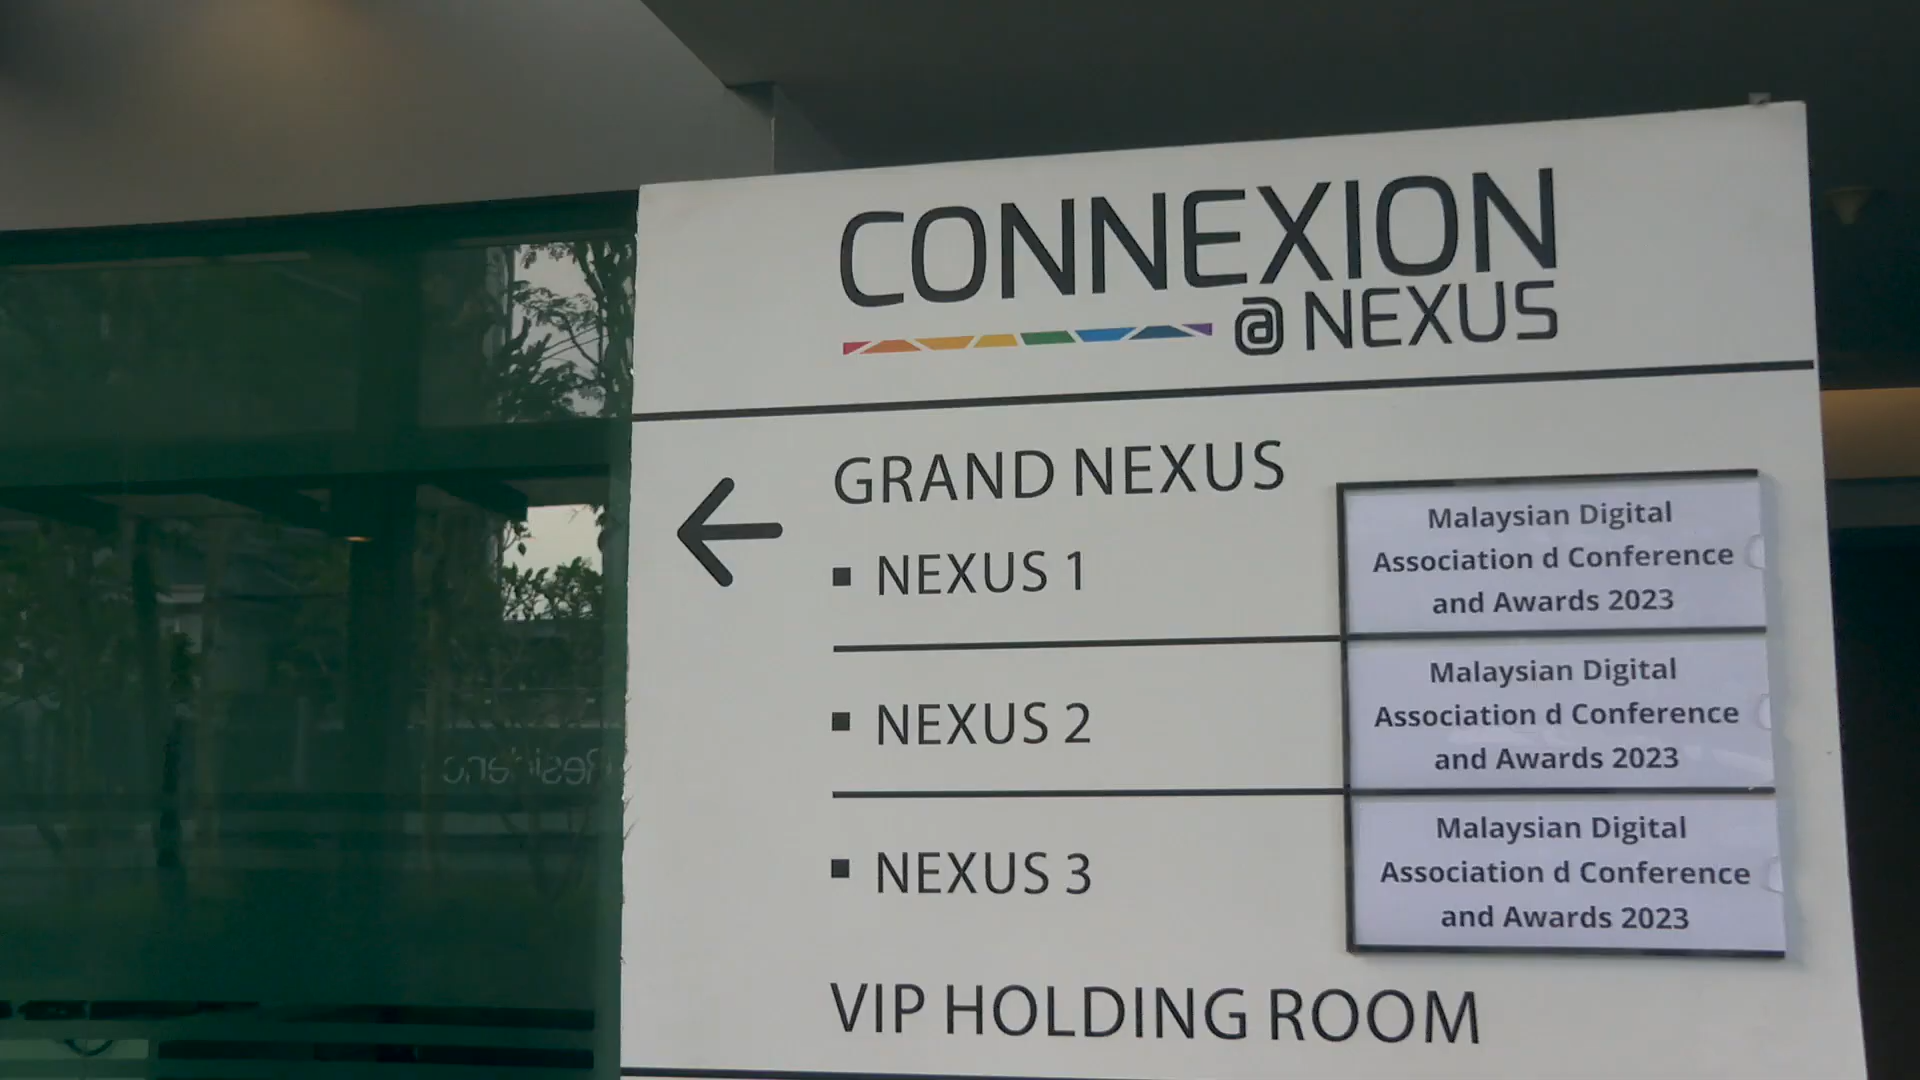 CONNEXION
@ NEXUS
GRAND NEXUS
▪ NEXUS 1
Malaysian Digital
Association d Conference
and Awards 2023
▪ NEXUS 2
Malaysian Digital
Association d Conference
and Awards 2023
▪ NEXUS 3
Malaysian Digital
Association d Conference
and Awards 2023
VIP HOLDING ROOM